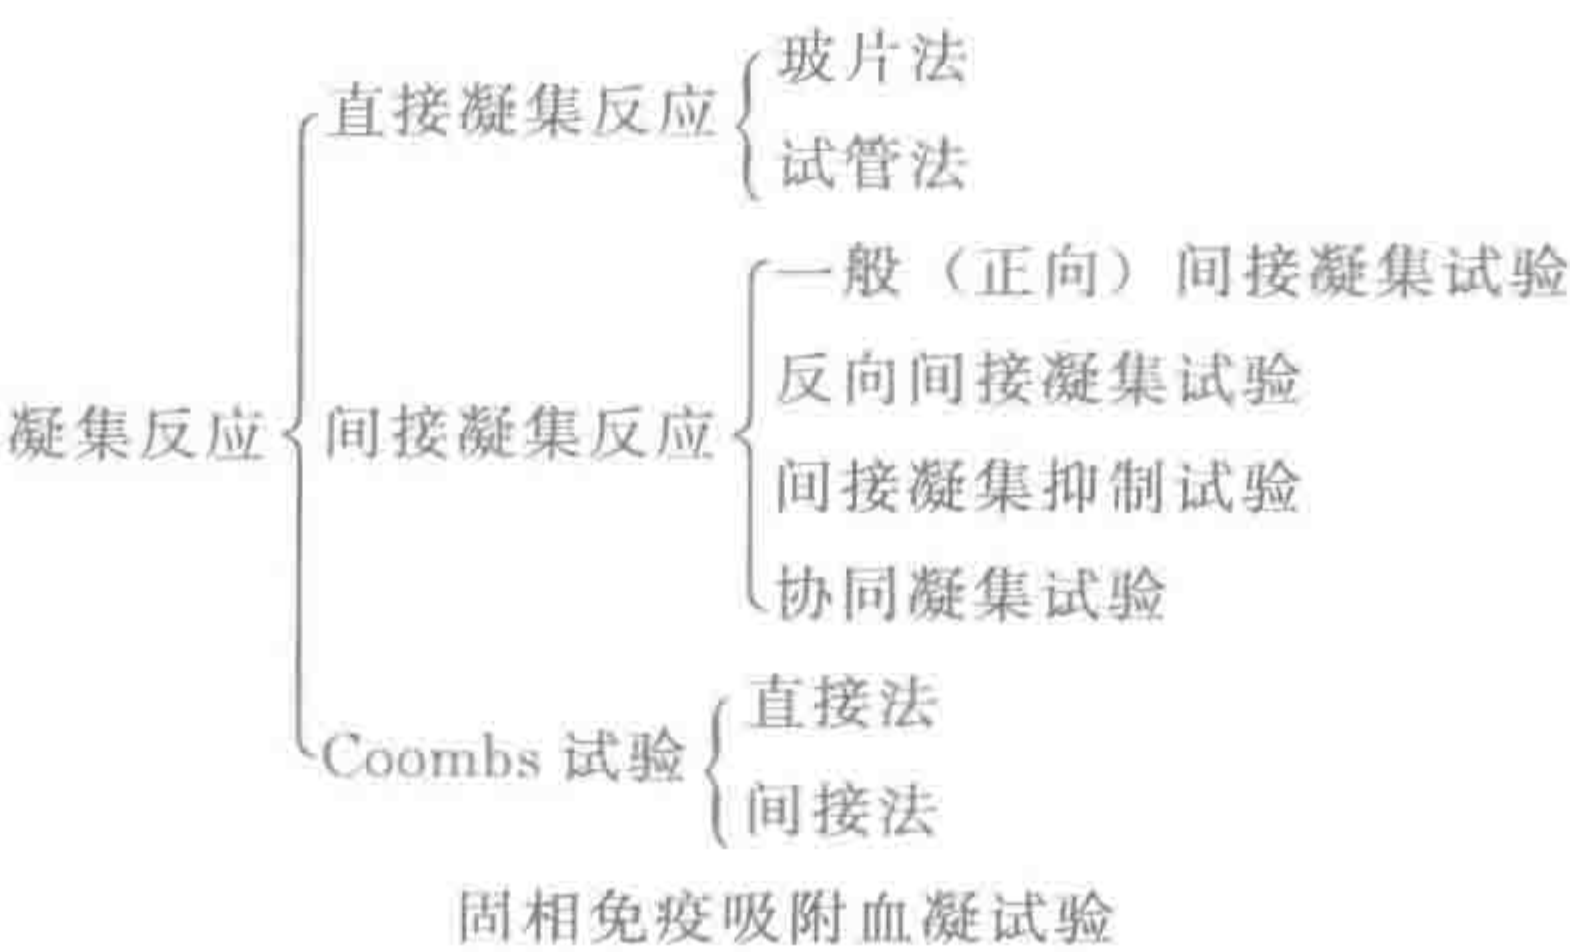 玻片法
直接凝集反应
试管法
一般（正向）间接凝集试验
反向间接凝集试验
凝集反应
间接凝集反应
间接凝集抑制试验
协同凝集试验
直接法
Coombs 试验
间接法
固相免疫吸附血凝试验